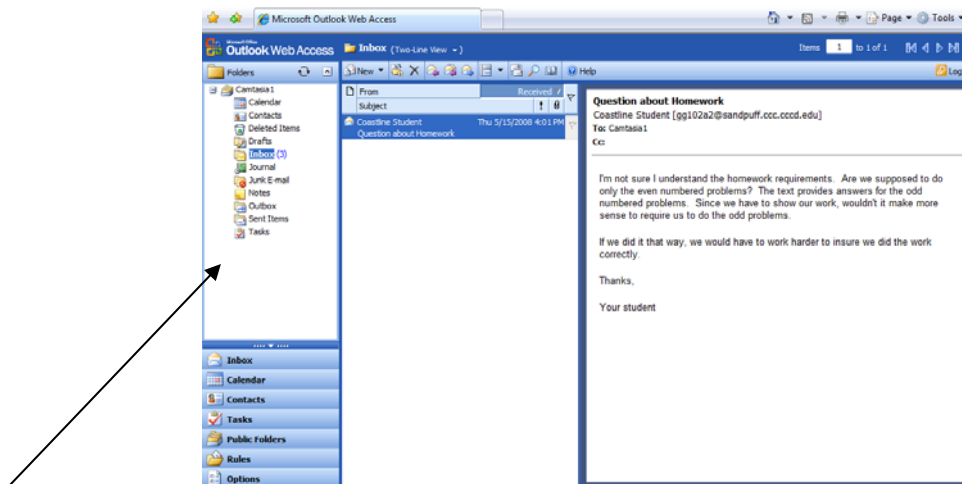 Microsoft Outlook Web Access
Page
Tools
Microsoft Office
Outlook Web Access
Inbox (Two-Line View )
Items 1 to 1 of 1
Folders
New
Help
Log
Camtasia1
Calendar
Contacts
Deleted Items
Drafts
Inbox (3)
Journal
Junk E-mail
Notes
Outbox
Sent Items
Tasks
From Received
Subject !
Coastline Student Thu 5/15/2008 4:01 PM
Question about Homework
Question about Homework
Coastline Student [gg102a2@sandpuff.ccc.cccd.edu]
To: Camtasia1
Cc:
I'm not sure I understand the homework requirements. Are we supposed to do
only the even numbered problems? The text provides answers for the odd
numbered problems. Since we have to show our work, wouldn't it make more
sense to require us to do the odd problems.
If we did it that way, we would have to work harder to insure we did the work
correctly.
Thanks,
Your student
Inbox
Calendar
Contacts
Tasks
Public Folders
Rules
Options